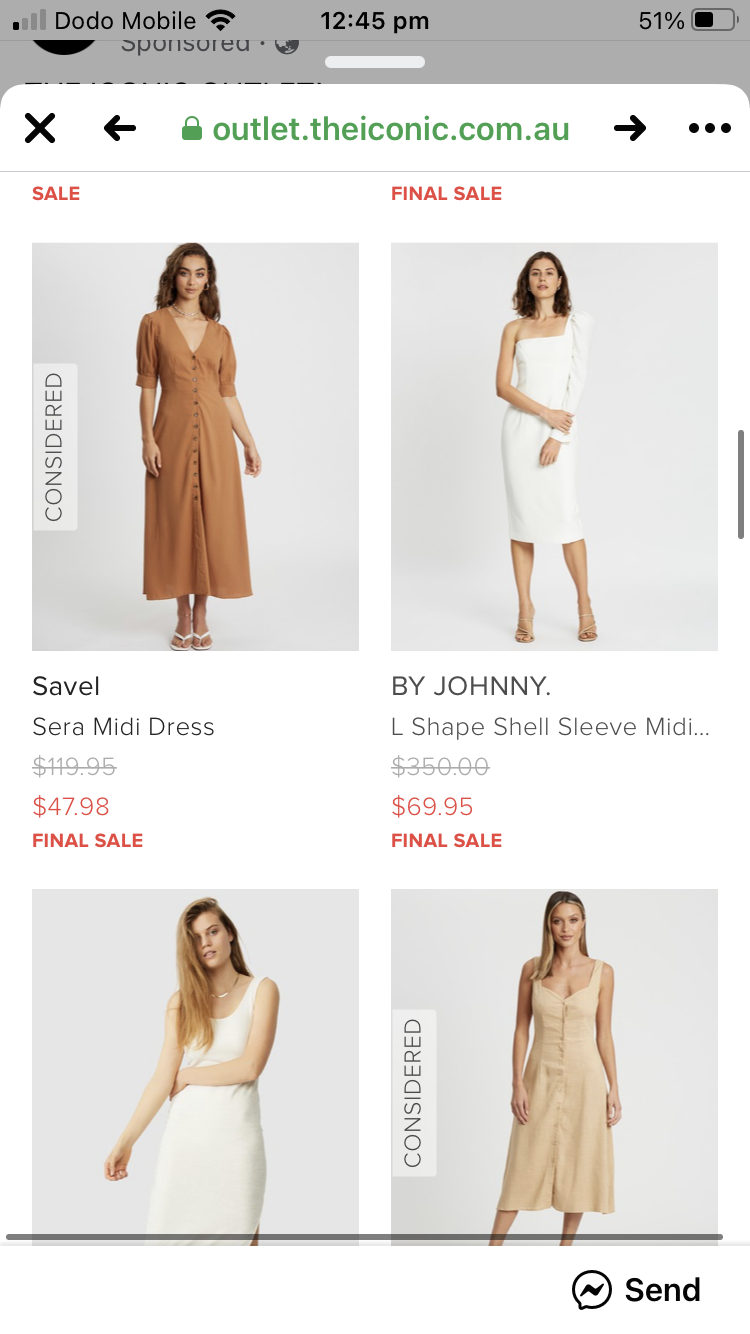 Dodo Mobile 12:45 pm 51%
Sponsored ·
THE ICONIC OUTLET!
outlet.theiconic.com.au
SALE
FINAL SALE
CONSIDERED
Savel
Sera Midi Dress
$119.95
$47.98
FINAL SALE
BY JOHNNY.
L Shape Shell Sleeve Midi...
$350.00
$69.95
FINAL SALE
CONSIDERED
Send